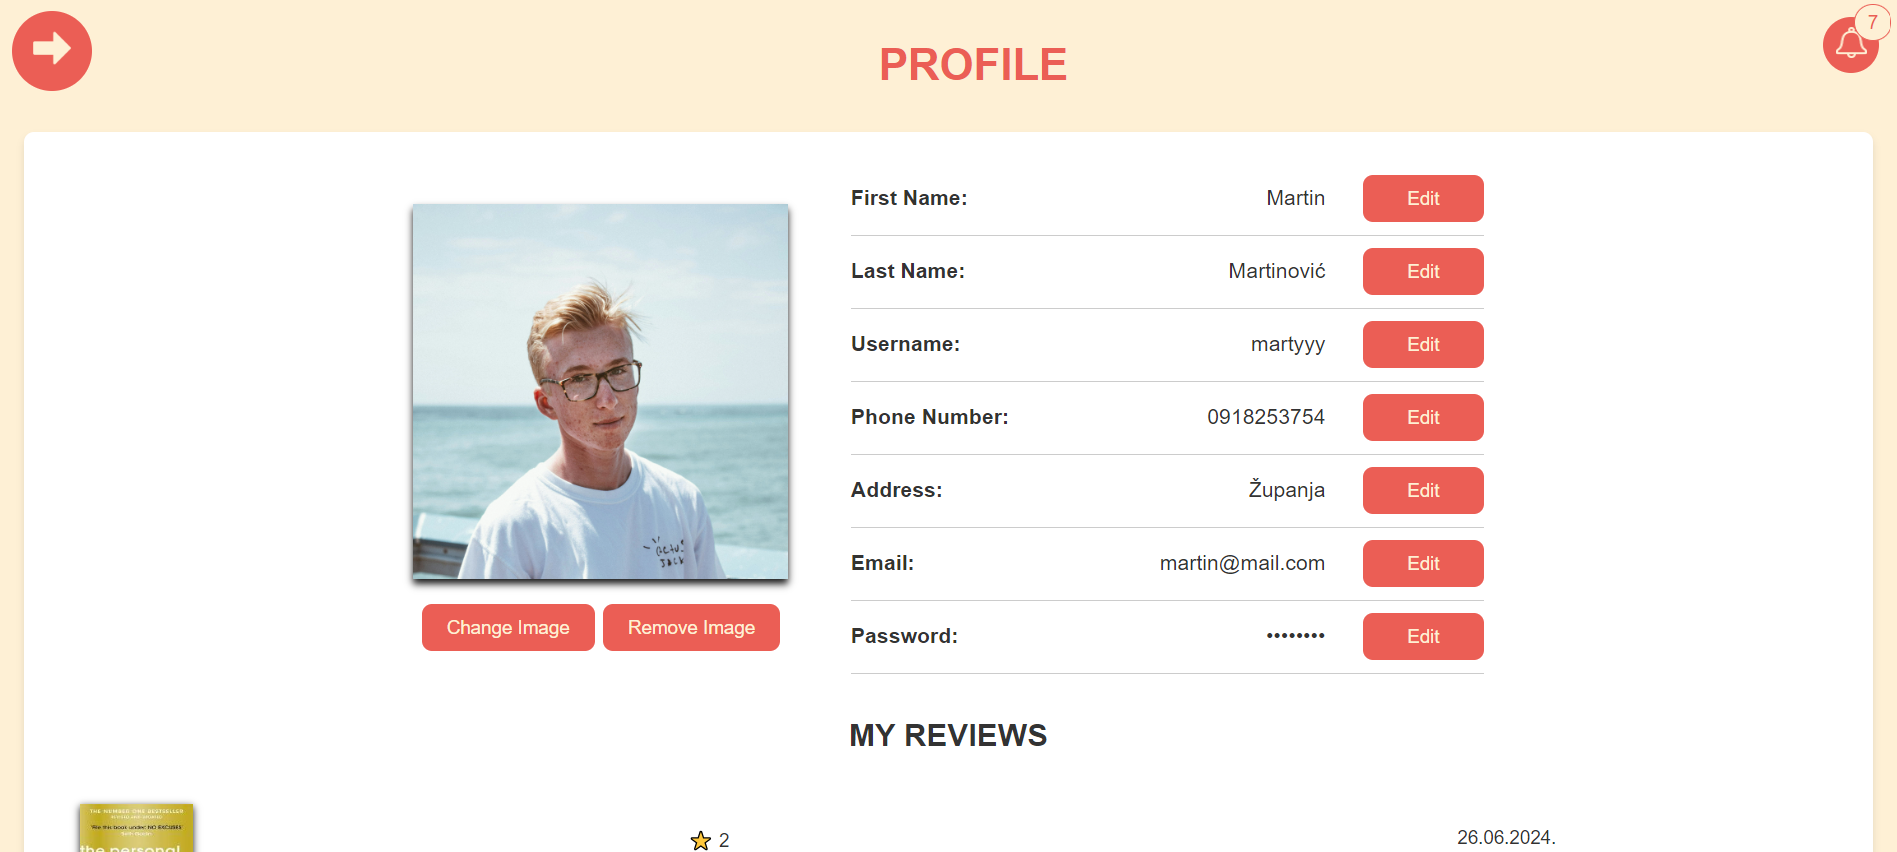 7
PROFILE
First Name: Martin Edit
Last Name: Martinović Edit
Username: martyyy Edit
Phone Number: 0918253754 Edit
Address: Županja Edit
Email: martin@mail.com Edit
Password: •••••••• Edit
JACK
Change Image Remove Image
MY REVIEWS
THE NUMBER ONE BESTSELLER
'File this book under: NO EXCUSES'
the personal
2
26.06.2024.